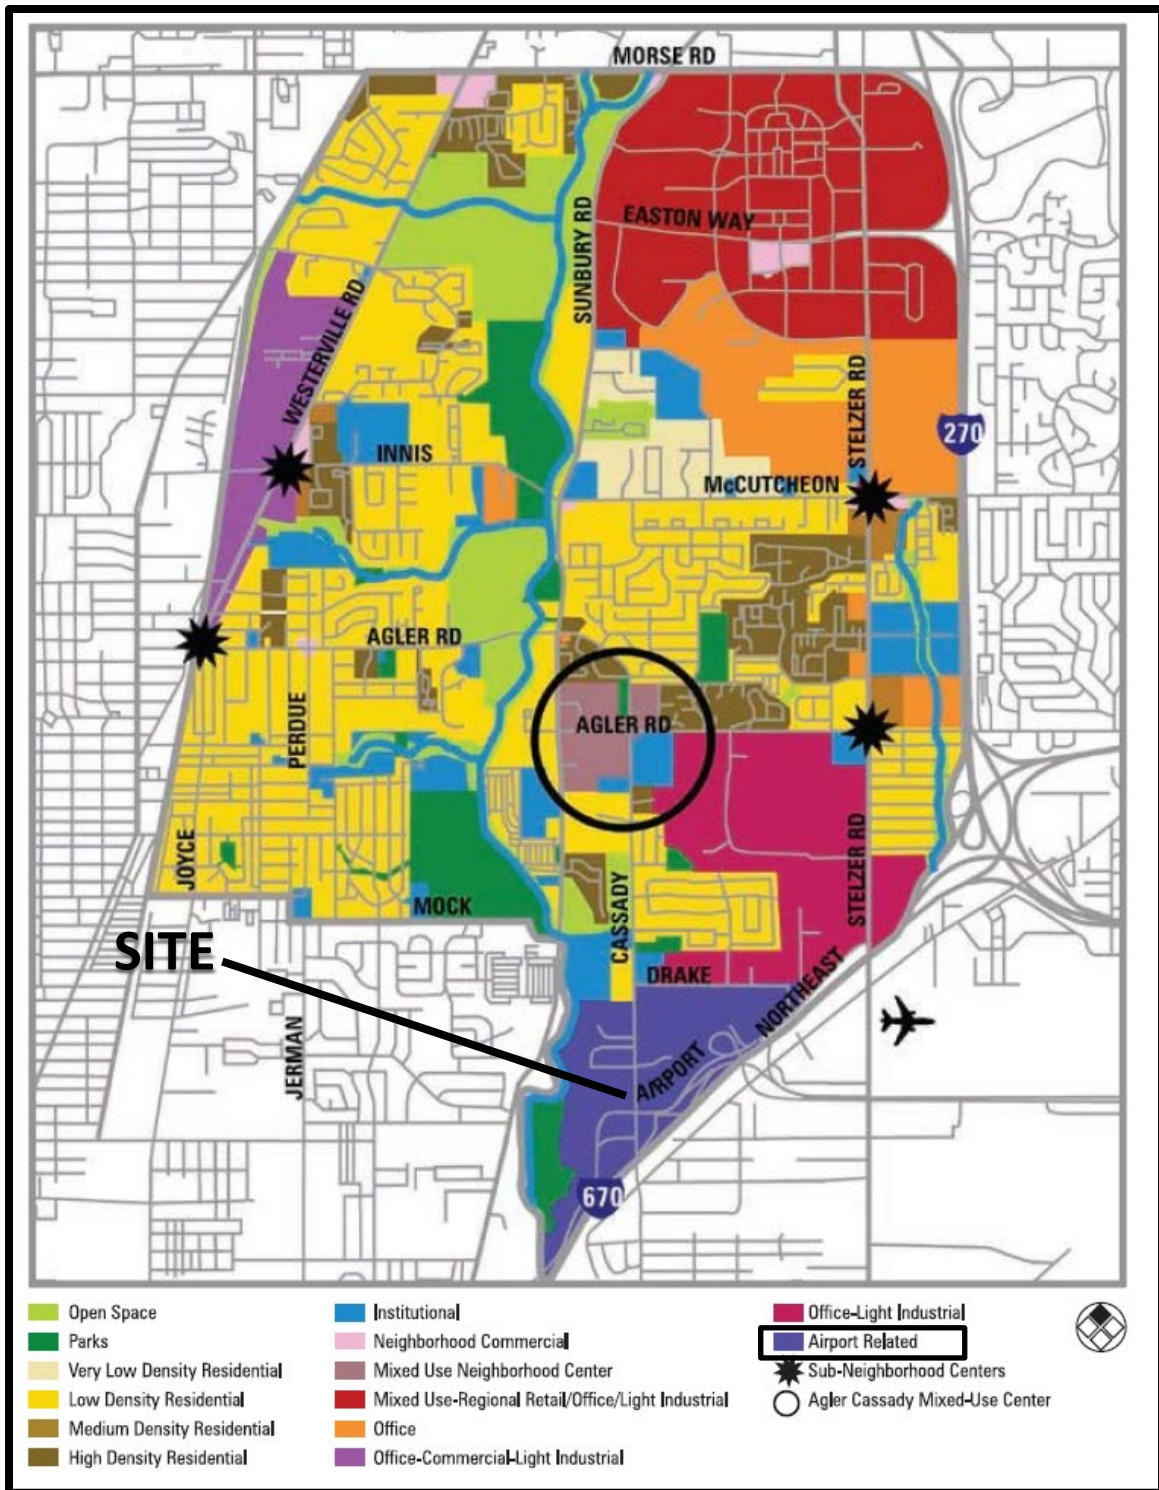 MORSE RD
SUNBURY RD
EASTON WAY
WESTERVILLE RD
STELZER RD
270
INNIS
McCUTCHEON
AGLER RD
PERDUE
AGLER RD
JOYCE
STELZER RD
CASSADY
MOCK
SITE
DRAKE
NORTHEAST
JERMAN
AIRPORT
670
Open Space
Parks
Very Low Density Residential
Low Density Residential
Medium Density Residential
High Density Residential
Institutional
Neighborhood Commercial
Mixed Use Neighborhood Center
Mixed Use-Regional Retail/Office/Light Industrial
Office
Office-Commercial-Light Industrial
Office-Light Industrial
Airport Related
Sub-Neighborhood Centers
Agler Cassady Mixed-Use Center